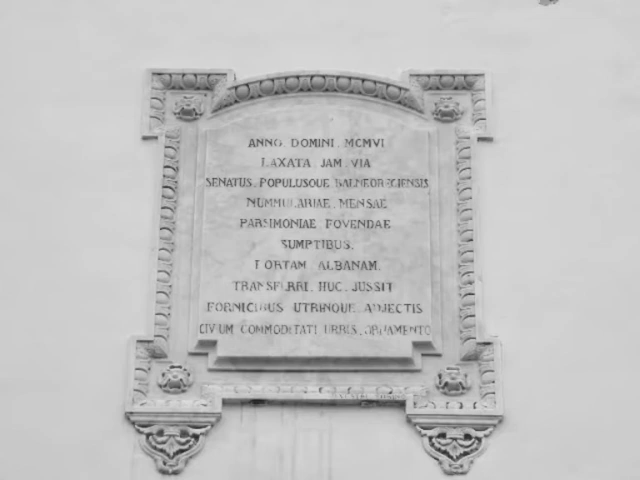 ANNO DOMINI . MCMVI
LAXATA JAM VIA
SENATUS . POPULUSQUE BALNEOREGIENSIS
NUMMULARIAE . MENSAE
PARSIMONIAE FOVENDAE
SUMPTIBUS .
PORTAM ALBANAM
TRANSFERRI . HUC . JUSSIT
FORNICIBUS UTRINQUE ADJECTIS
CIVIUM COMMODITATI URBIS . ORNAMENTO